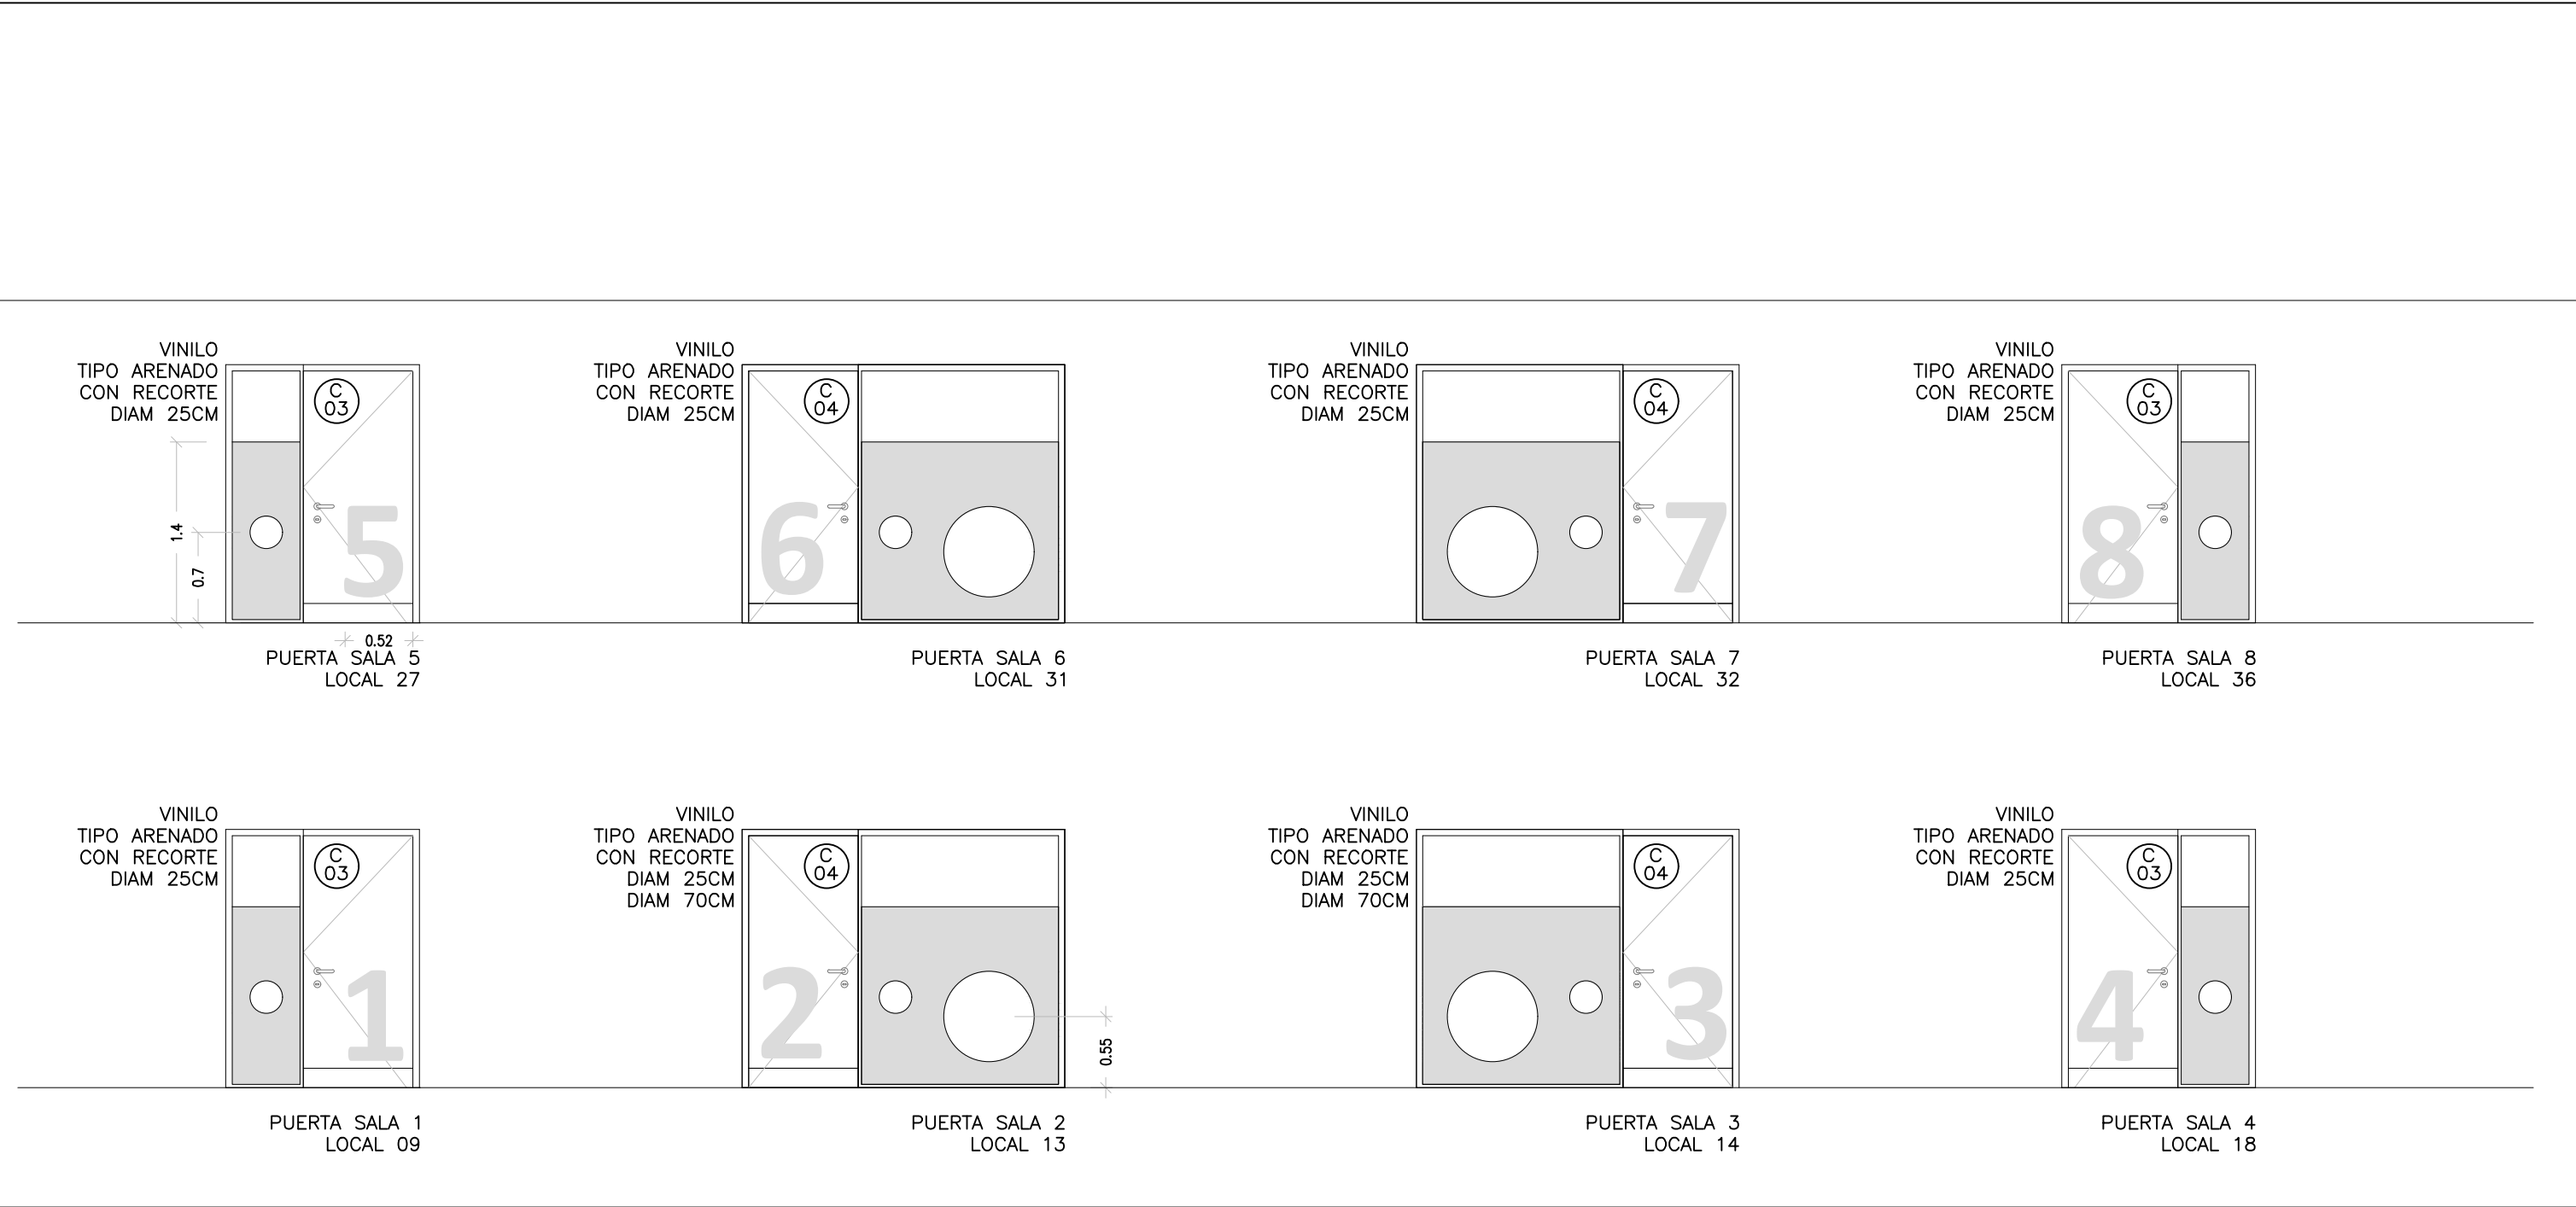 VINILO
TIPO ARENADO
CON RECORTE
DIAM 25CM
C
03
5
1.4
0.7
0.52
PUERTA SALA 5
LOCAL 27
VINILO
TIPO ARENADO
CON RECORTE
DIAM 25CM
C
04
6
PUERTA SALA 6
LOCAL 31
VINILO
TIPO ARENADO
CON RECORTE
DIAM 25CM
C
04
7
PUERTA SALA 7
LOCAL 32
VINILO
TIPO ARENADO
CON RECORTE
DIAM 25CM
C
03
8
PUERTA SALA 8
LOCAL 36
VINILO
TIPO ARENADO
CON RECORTE
DIAM 25CM
C
03
1
PUERTA SALA 1
LOCAL 09
VINILO
TIPO ARENADO
CON RECORTE
DIAM 25CM
DIAM 70CM
C
04
2
0.55
PUERTA SALA 2
LOCAL 13
VINILO
TIPO ARENADO
CON RECORTE
DIAM 25CM
DIAM 70CM
C
04
3
PUERTA SALA 3
LOCAL 14
VINILO
TIPO ARENADO
CON RECORTE
DIAM 25CM
C
03
4
PUERTA SALA 4
LOCAL 18